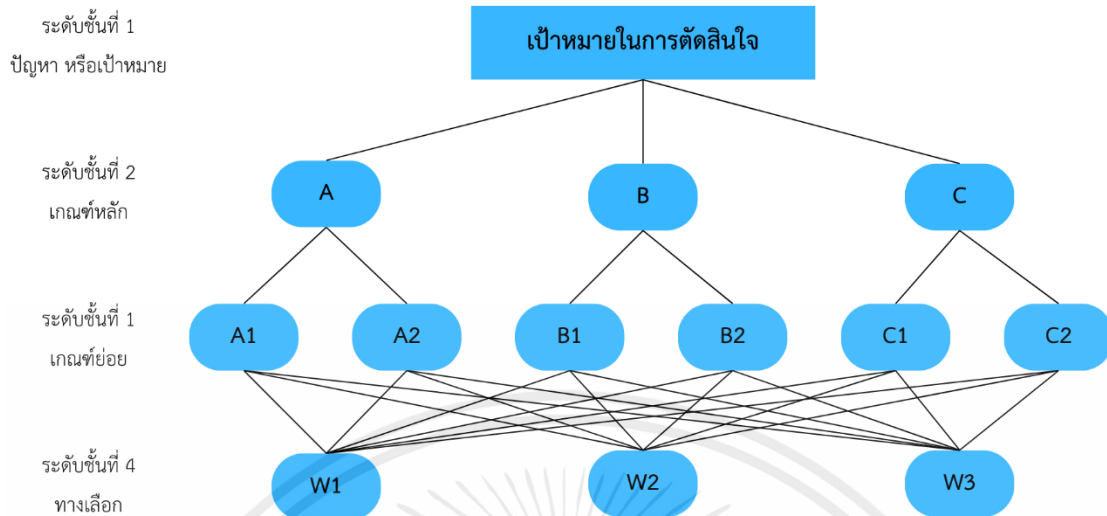 ระดับชั้นที่ 1
ปัญหา หรือเป้าหมาย
เป้าหมายในการตัดสินใจ
ระดับชั้นที่ 2
เกณฑ์หลัก
A B C
ระดับชั้นที่ 1
เกณฑ์ย่อย
A1 A2 B1 B2 C1 C2
ระดับชั้นที่ 4
ทางเลือก
W1 W2 W3